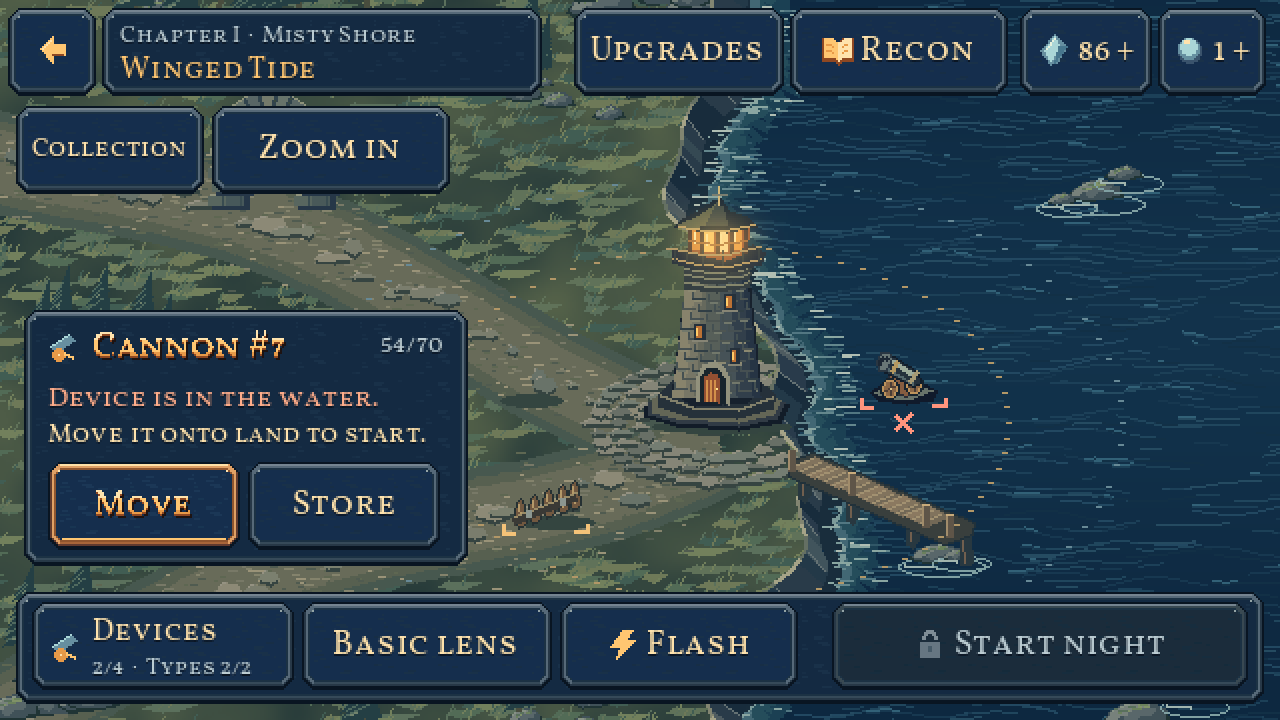 Chapter I · Misty Shore
Winged Tide
Upgrades
Recon
86 +
1 +
Collection
Zoom in
Cannon #7
54/70
Device is in the water.
Move it onto land to start.
Move
Store
Devices
2/4 · Types 2/2
Basic lens
Flash
Start night